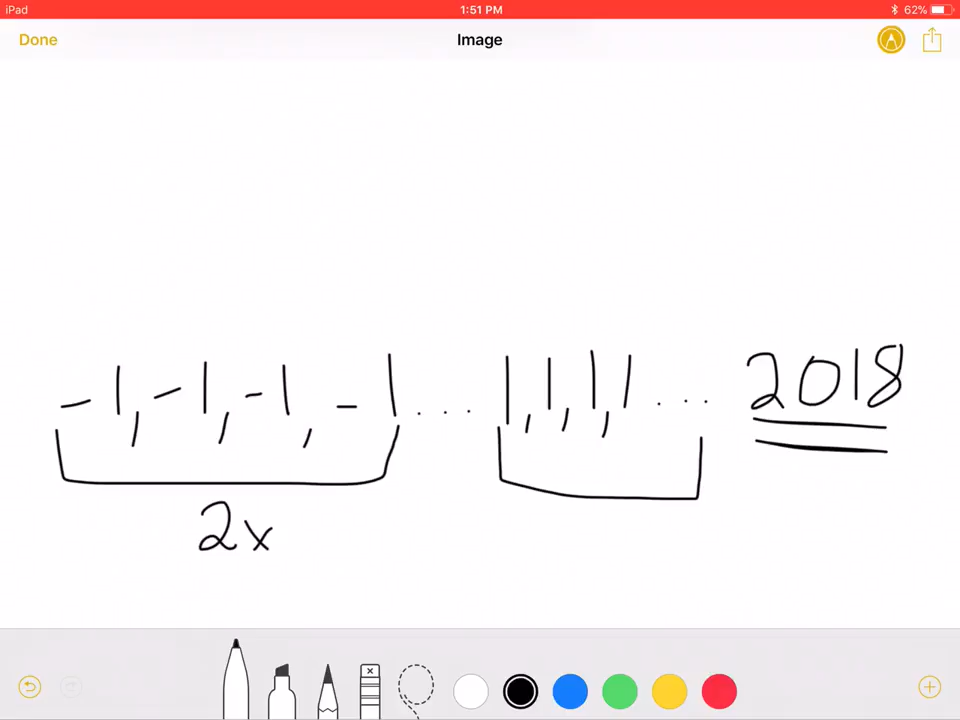 iPad 1:51 PM 62%
Done Image
-1, -1, -1, -1 ... 1, 1, 1, 1 ... 2018
2x